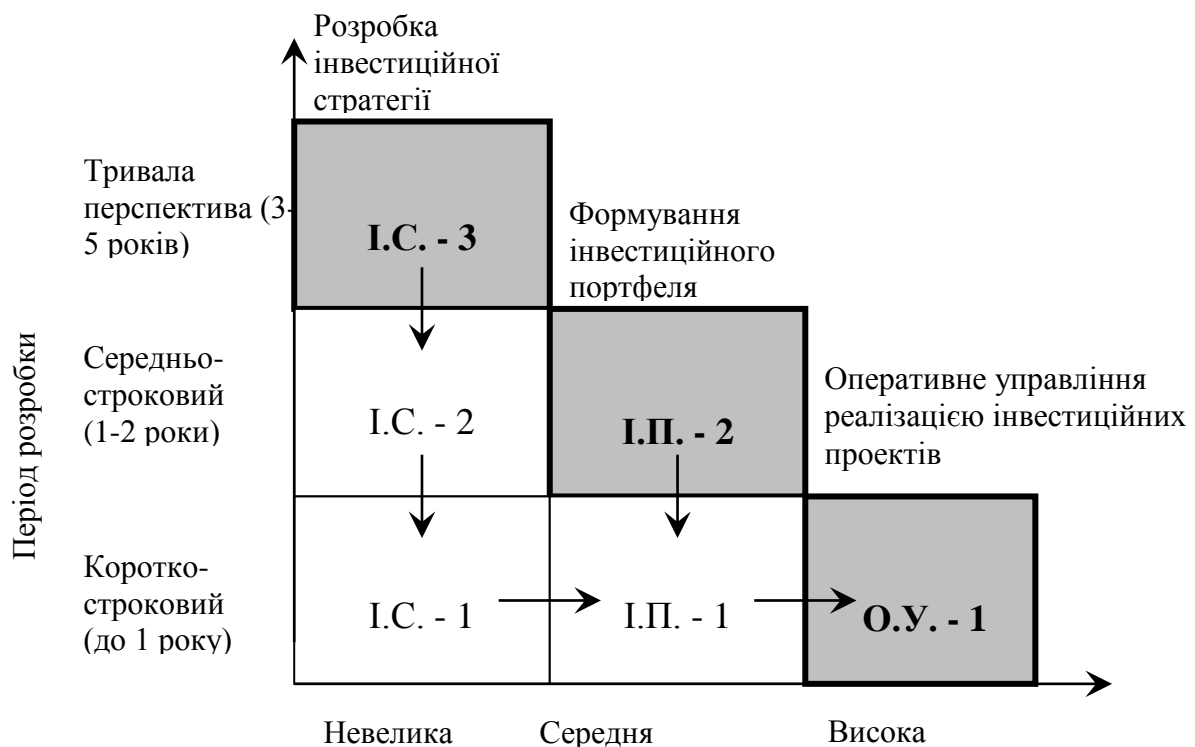 Розробка
інвестиційної
стратегії
Тривала
перспектива (3-
5 років)
І.С. - 3
Формування
інвестиційного
портфеля
Період розробки
Середньо-
строковий
(1-2 роки)
І.С. - 2
І.П. - 2
Оперативне управління
реалізацією інвестиційних
проектів
Коротко-
строковий
(до 1 року)
І.С. - 1
І.П. - 1
О.У. - 1
Невелика
Середня
Висока